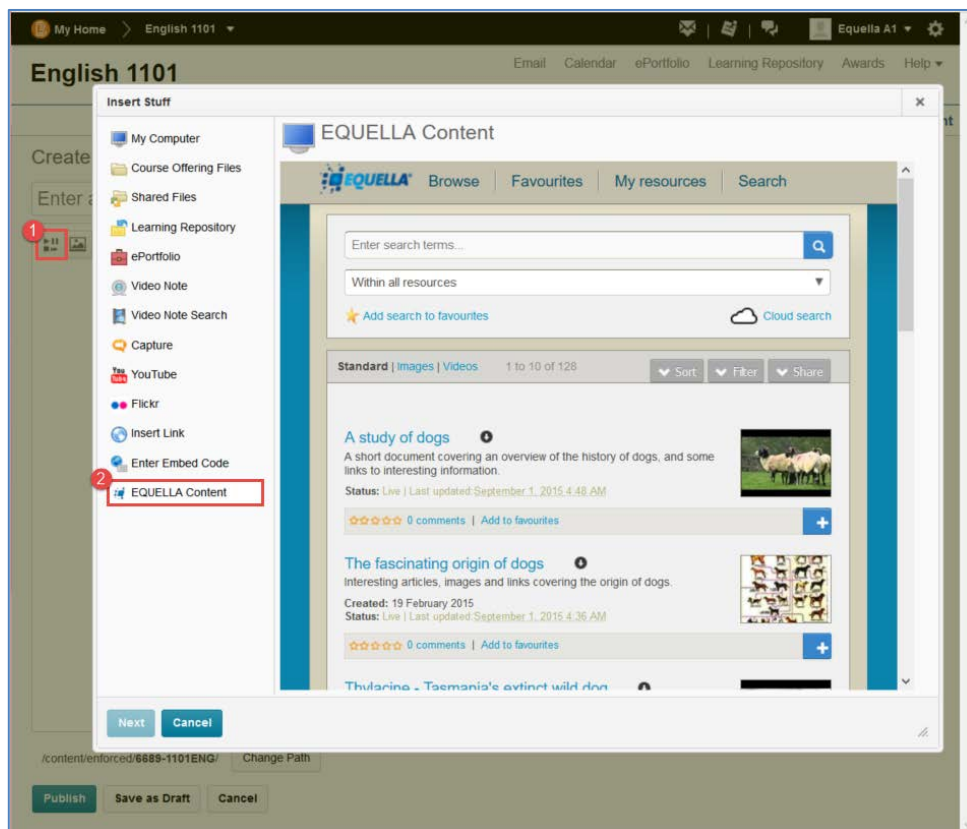 My Home
English 1101
Equella A1
English 1101
Email Calendar ePortfolio Learning Repository Awards Help
Insert Stuff
Create
Enter a
1
My Computer
Course Offering Files
Shared Files
Learning Repository
ePortfolio
Video Note
Video Note Search
Capture
YouTube
Flickr
Insert Link
Enter Embed Code
2
EQUELLA Content
EQUELLA Content
EQUELLA Browse Favourites My resources Search
Enter search terms...
Within all resources
Add search to favourites
Cloud search
Standard | Images | Videos 1 to 10 of 128
Sort Filter Share
A study of dogs
A short document covering an overview of the history of dogs, and some
links to interesting information.
Status: Live | Last updated: September 1, 2015 4:48 AM
0 comments | Add to favourites
The fascinating origin of dogs
Interesting articles, images and links covering the origin of dogs.
Created: 19 February 2015
Status: Live | Last updated: September 1, 2015 4:36 AM
0 comments | Add to favourites
Thylacine - Tasmania's extinct wild dog
Next Cancel
/content/enforced/6689-1101ENG/ Change Path
Publish Save as Draft Cancel